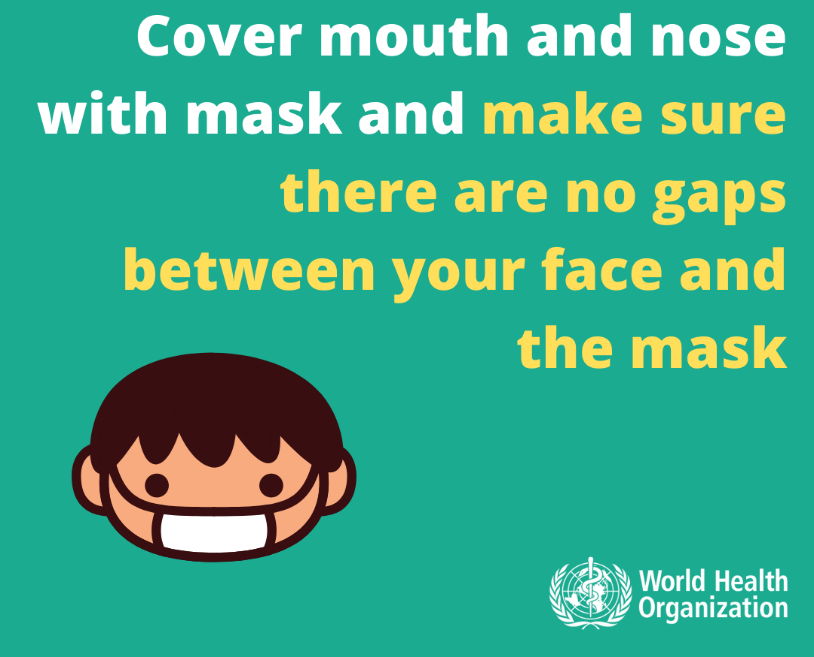 Cover mouth and nose
with mask and make sure
there are no gaps
between your face and
the mask
World Health
Organization